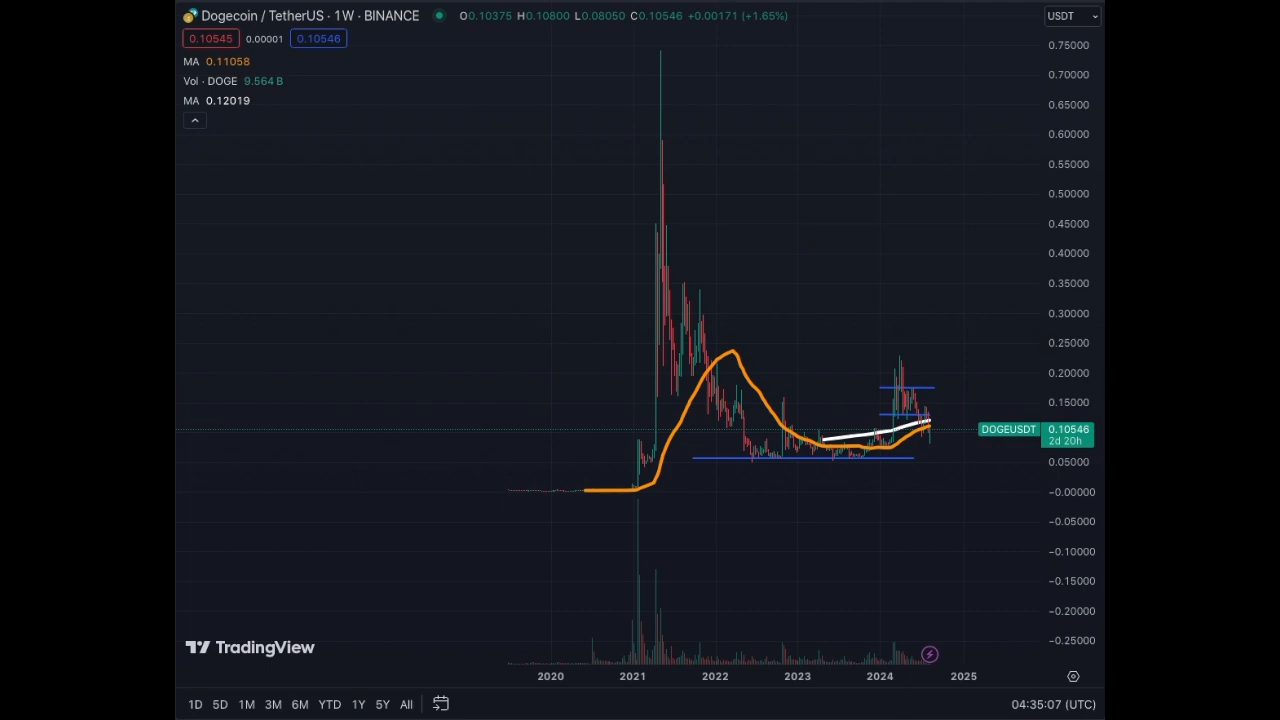 Dogecoin / TetherUS · 1W · BINANCE O0.10375 H0.10800 L0.08050 C0.10546 +0.00171 (+1.65%) USDT
0.10545 0.00001 0.10546
MA 0.11058
Vol · DOGE 9.564 B
MA 0.12019
0.75000
0.70000
0.65000
0.60000
0.55000
0.50000
0.45000
0.40000
0.35000
0.30000
0.25000
0.20000
0.15000
DOGEUSDT 0.10546
2d 20h
0.05000
−0.00000
−0.05000
−0.10000
−0.15000
−0.20000
−0.25000
TradingView
2020 2021 2022 2023 2024 2025
1D 5D 1M 3M 6M YTD 1Y 5Y All 04:35:07 (UTC)